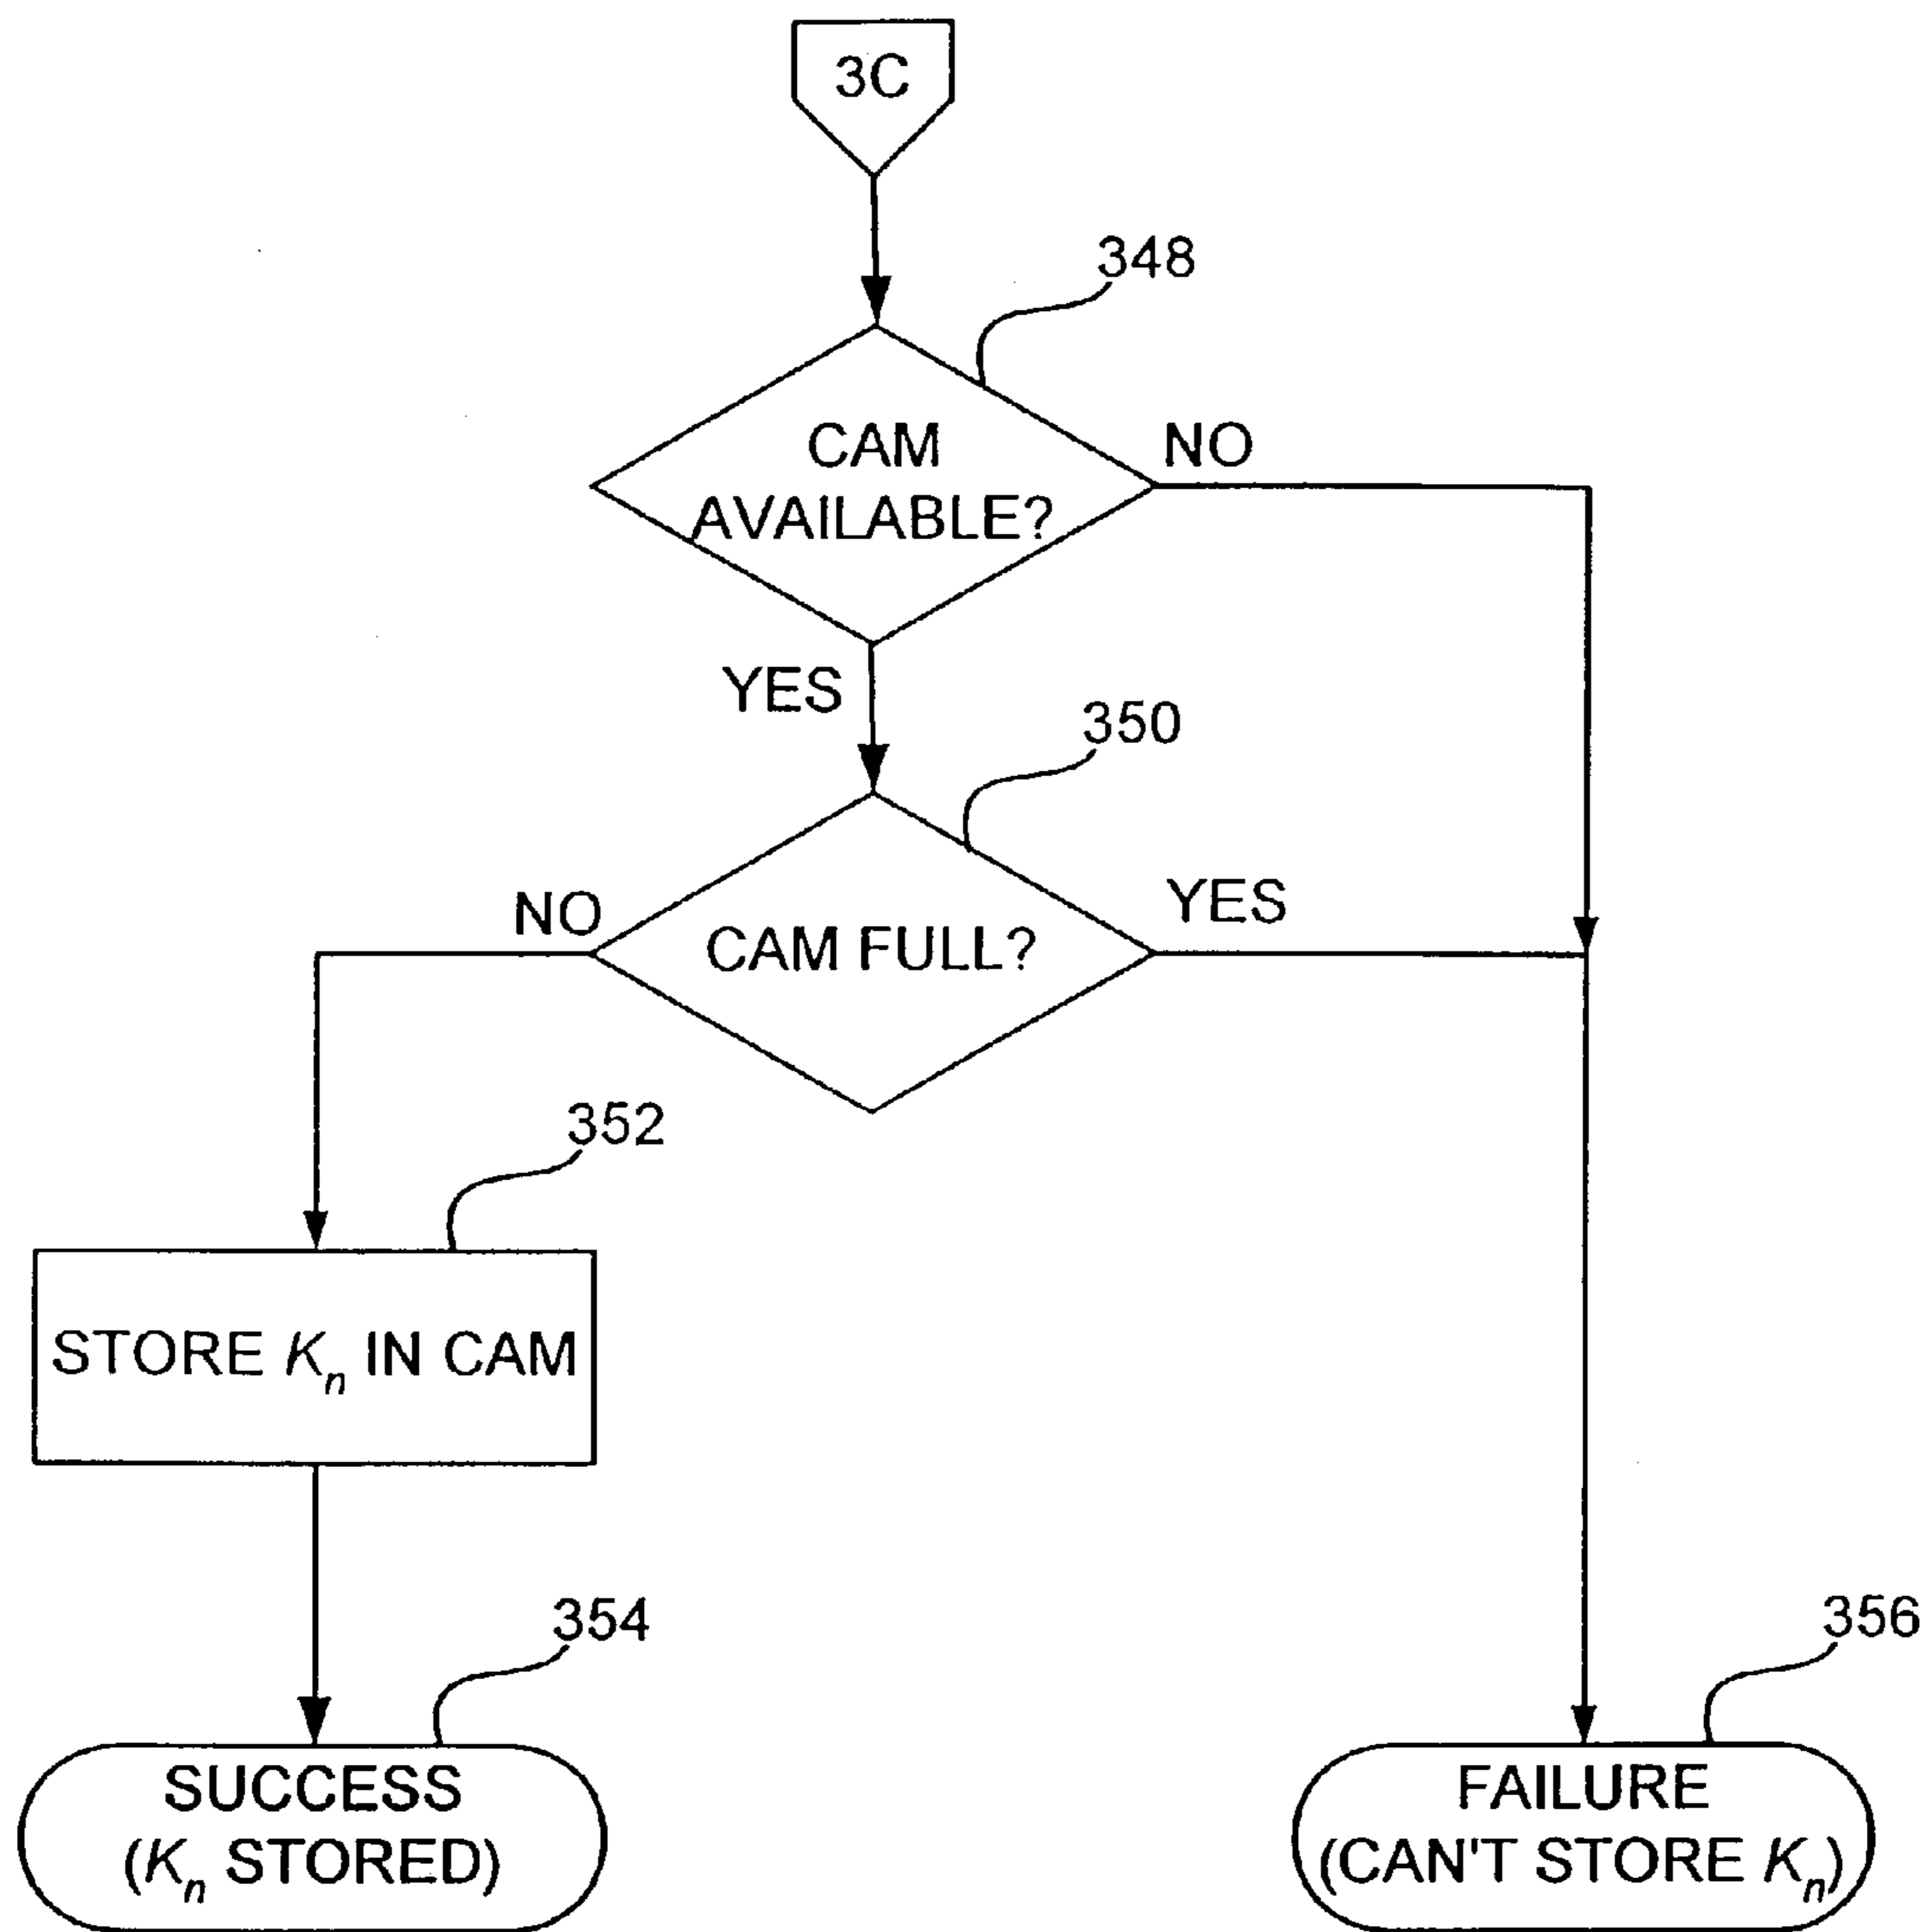 3C
348
CAM
AVAILABLE?
NO
YES
350
NO
CAM FULL?
YES
352
STORE Kn IN CAM
354
356
SUCCESS
(Kn STORED)
FAILURE
(CAN'T STORE Kn)